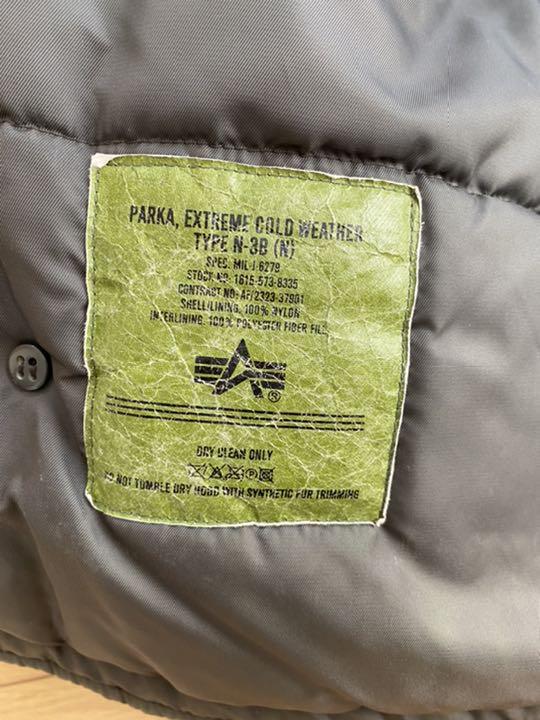 PARKA, EXTREME COLD WEATHER
TYPE N-3B (N)
SPEC. MIL-J-6279
STOCK NO. 1615-573-8335
CONTRACT NO. AF/2323-37901
SHELL/LINING. 100% NYLON
INTERLINING. 100% POLYESTER FIBER FILL
®
DRY CLEAN ONLY
P
DO NOT TUMBLE DRY HOOD WITH SYNTHETIC FUR TRIMMING